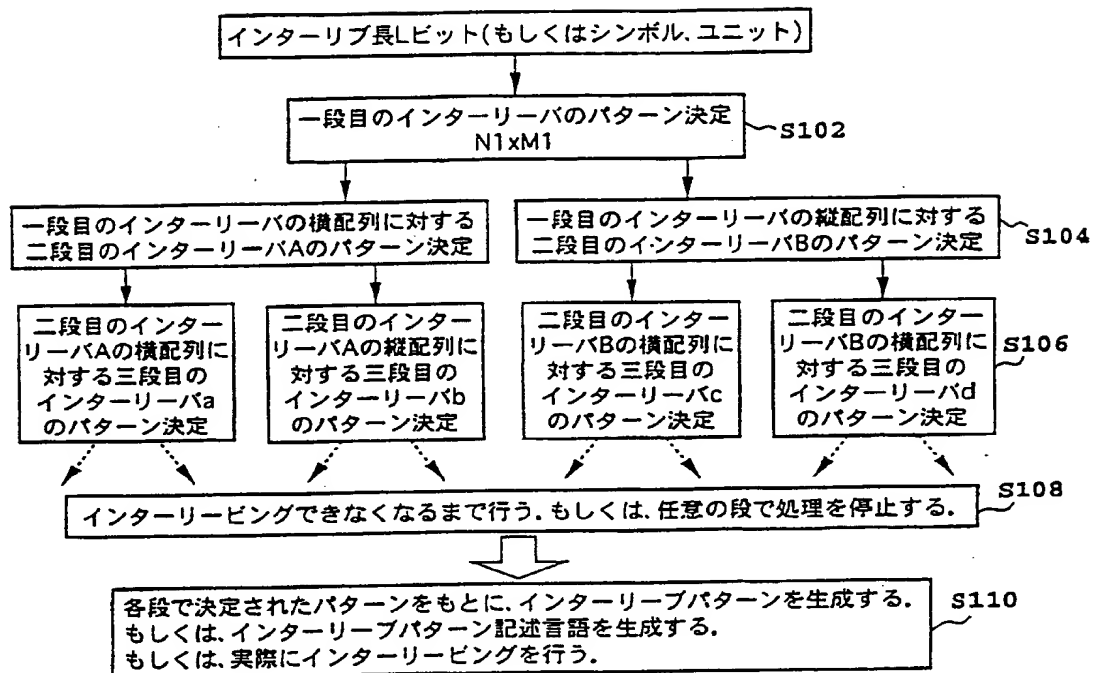 インターリブ長Lビット(もしくはシンボル、ユニット)
一段目のインターリーバのパターン決定
N1xM1
S102
一段目のインターリーバの横配列に対する
二段目のインターリーバAのパターン決定
一段目のインターリーバの縦配列に対する
二段目のインターリーバBのパターン決定
S104
二段目のインター
リーバAの横配列に
対する三段目の
インターリーバa
のパターン決定
二段目のインター
リーバAの縦配列に
対する三段目の
インターリーバb
のパターン決定
二段目のインター
リーバBの横配列に
対する三段目の
インターリーバc
のパターン決定
二段目のインター
リーバBの横配列に
対する三段目の
インターリーバd
のパターン決定
S106
インターリービングできなくなるまで行う.もしくは、任意の段で処理を停止する.
S108
各段で決定されたパターンをもとに、インターリーブパターンを生成する.
もしくは、インターリーブパターン記述言語を生成する.
もしくは、実際にインターリービングを行う.
S110